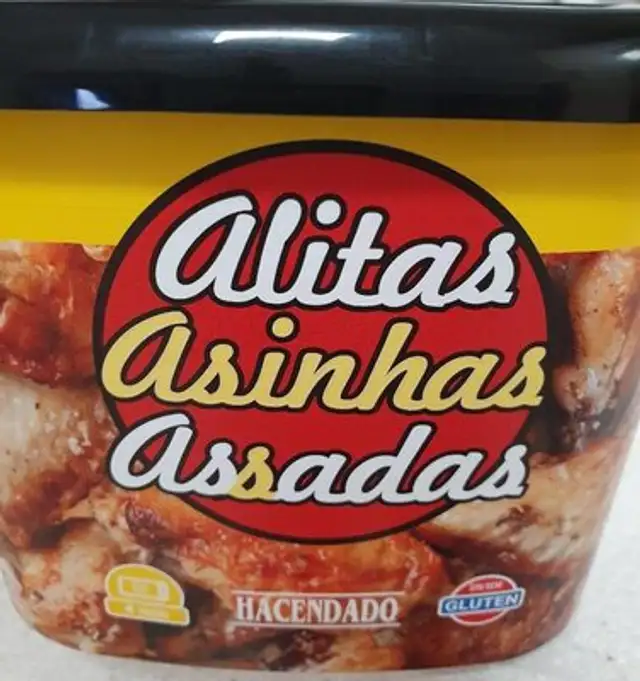 Alitas
Asinhas
Assadas
HACENDADO
GLUTEN